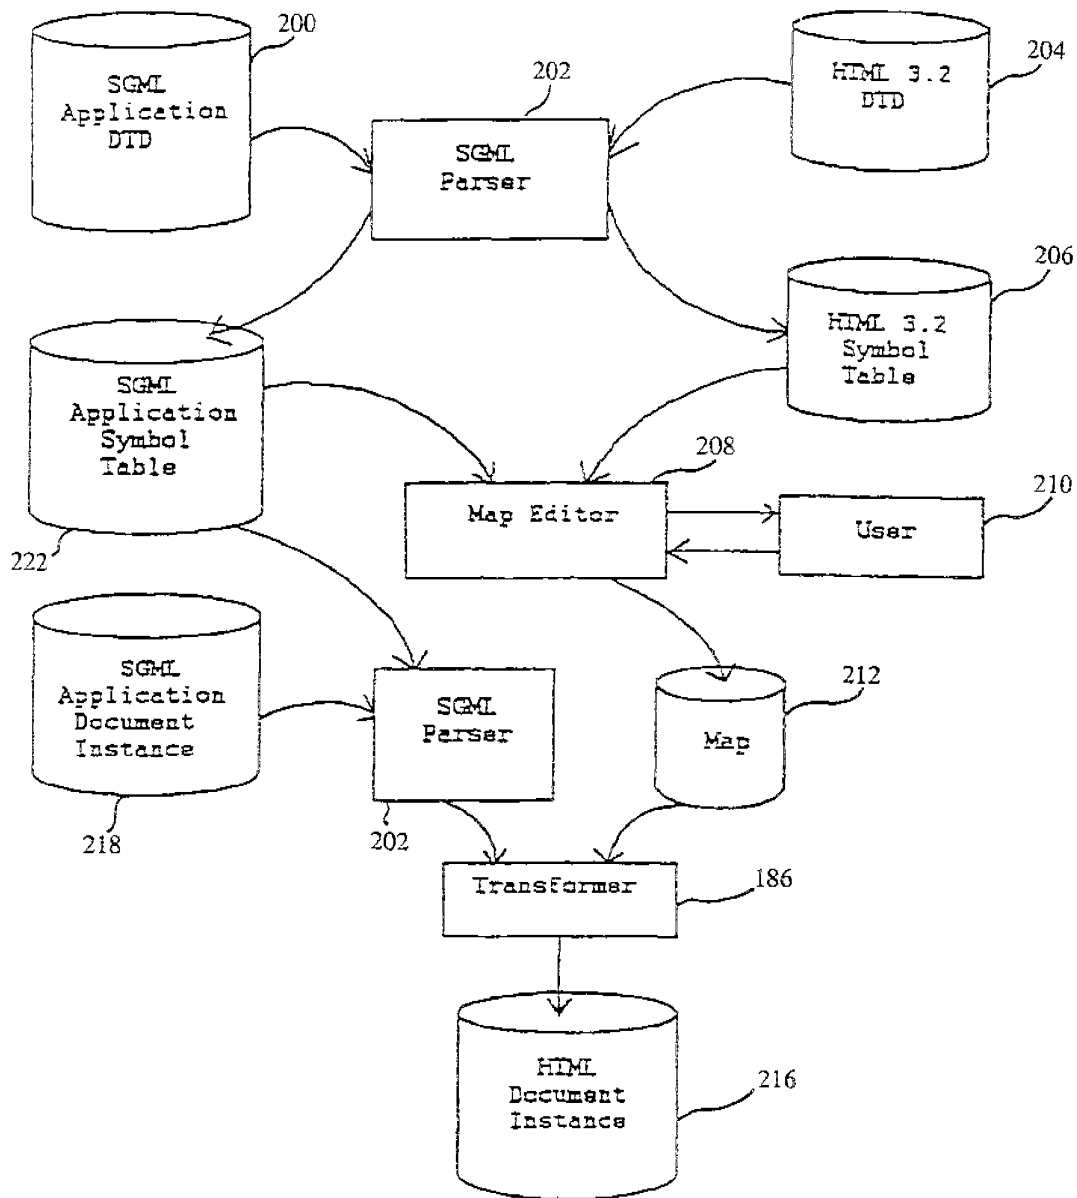 200
SGML
Application
DTD
202
SGML
Parser
HTML 3.2
DTD
204
206
HTML 3.2
Symbol
Table
SGML
Application
Symbol
Table
222
208
Map Editor
210
User
SGML
Application
Document
Instance
218
SGML
Parser
202
212
Map
Transformer
186
HTML
Document
Instance
216